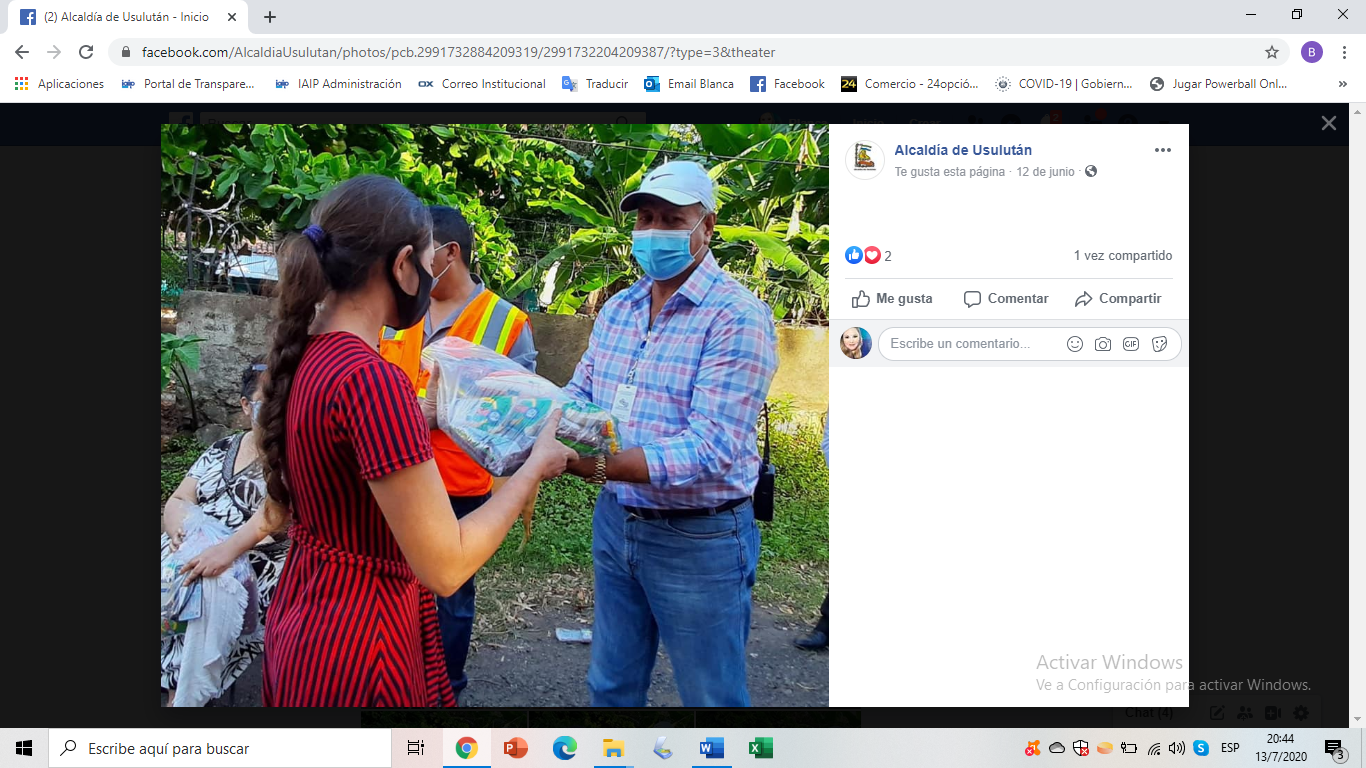 (2) Alcaldía de Usulután - Inicio
facebook.com/AlcaldiaUsulutan/photos/pcb.2991732884209319/2991732204209387/?type=3&theater
B
Aplicaciones
Portal de Transpare...
IAIP Administración
Correo Institucional
Traducir
Email Blanca
Facebook
24 Comercio - 24opció...
COVID-19 | Gobiern...
Jugar Powerball Onl...
»
Alcaldía de Usulután
Te gusta esta página · 12 de junio ·
2
1 vez compartido
Me gusta
Comentar
Compartir
Escribe un comentario...
GIF
Activar Windows
Ve a Configuración para activar Windows.
Chat (4)
Escribe aquí para buscar
ESP
20:44
13/7/2020
3